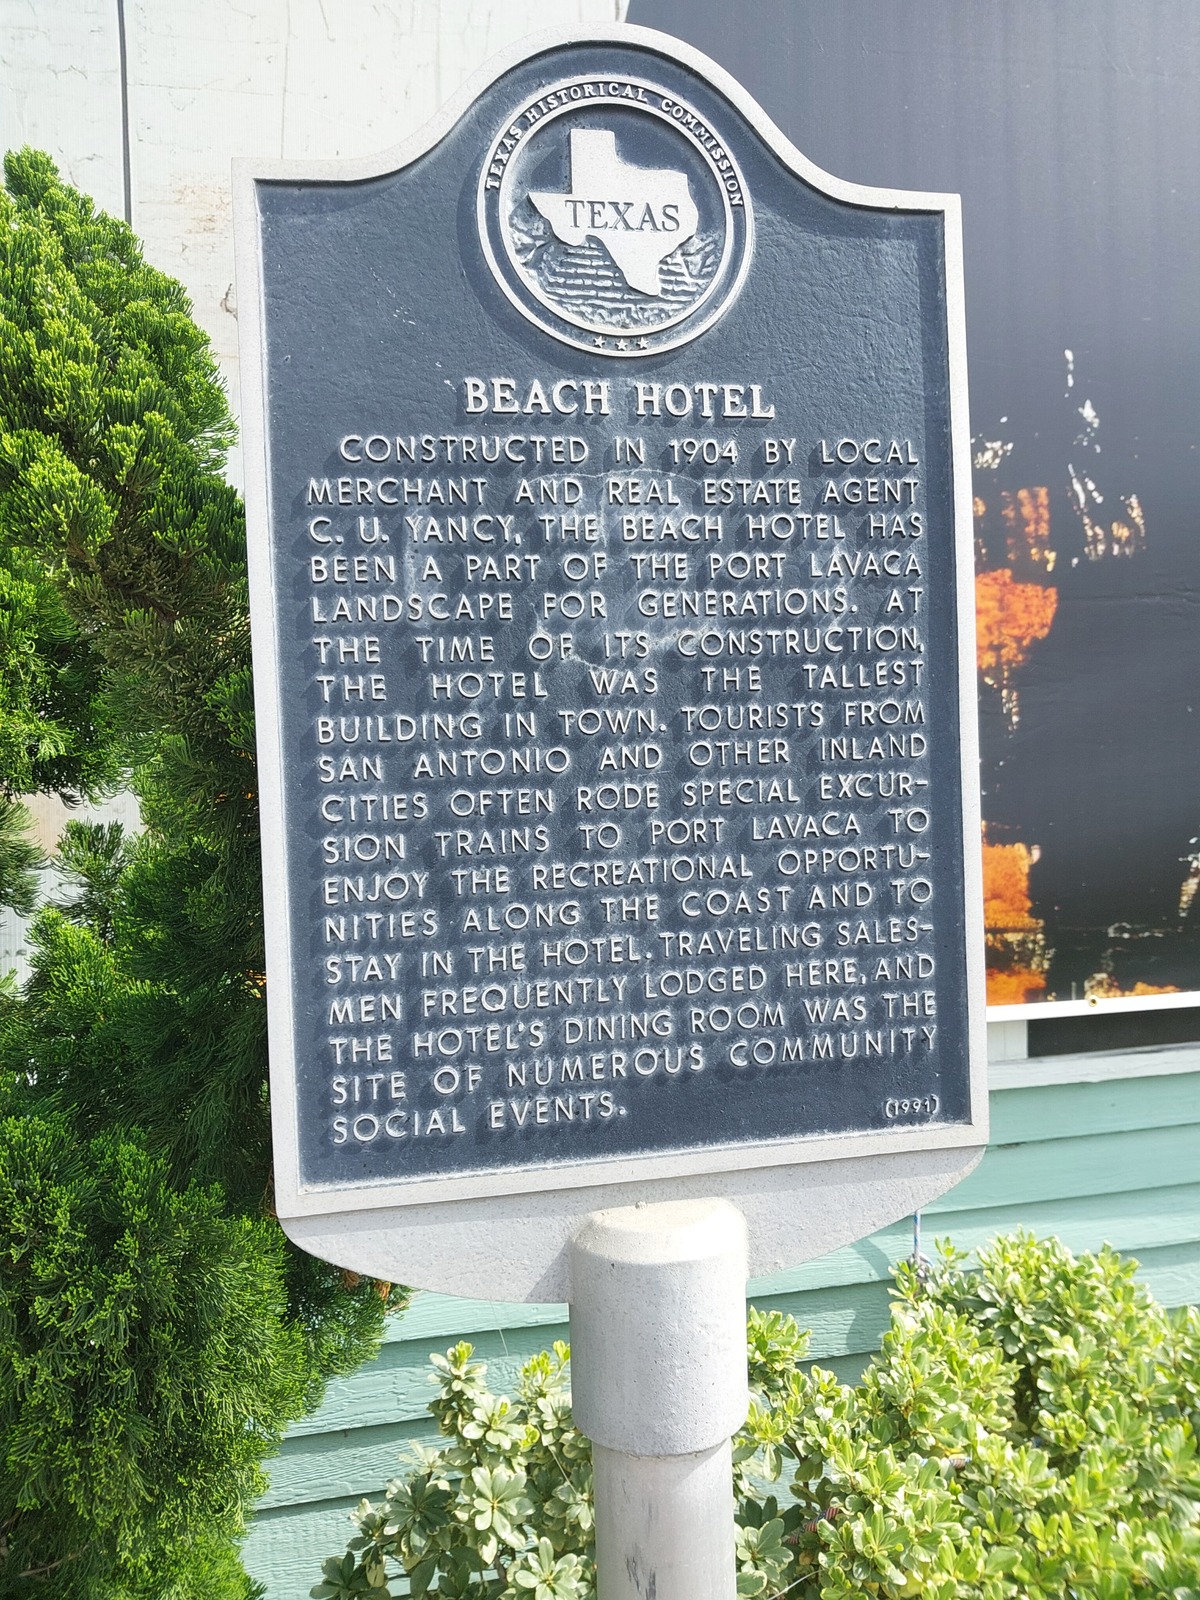 TEXAS HISTORICAL COMMISSION
TEXAS
BEACH HOTEL
CONSTRUCTED IN 1904 BY LOCAL
MERCHANT AND REAL ESTATE AGENT
C. U. YANCY, THE BEACH HOTEL HAS
BEEN A PART OF THE PORT LAVACA
LANDSCAPE FOR GENERATIONS. AT
THE TIME OF ITS CONSTRUCTION,
THE HOTEL WAS THE TALLEST
BUILDING IN TOWN. TOURISTS FROM
SAN ANTONIO AND OTHER INLAND
CITIES OFTEN RODE SPECIAL EXCUR-
SION TRAINS TO PORT LAVACA TO
ENJOY THE RECREATIONAL OPPORTU-
NITIES ALONG THE COAST AND TO
STAY IN THE HOTEL. TRAVELING SALES-
MEN FREQUENTLY LODGED HERE, AND
THE HOTEL'S DINING ROOM WAS THE
SITE OF NUMEROUS COMMUNITY
SOCIAL EVENTS.
(1991)